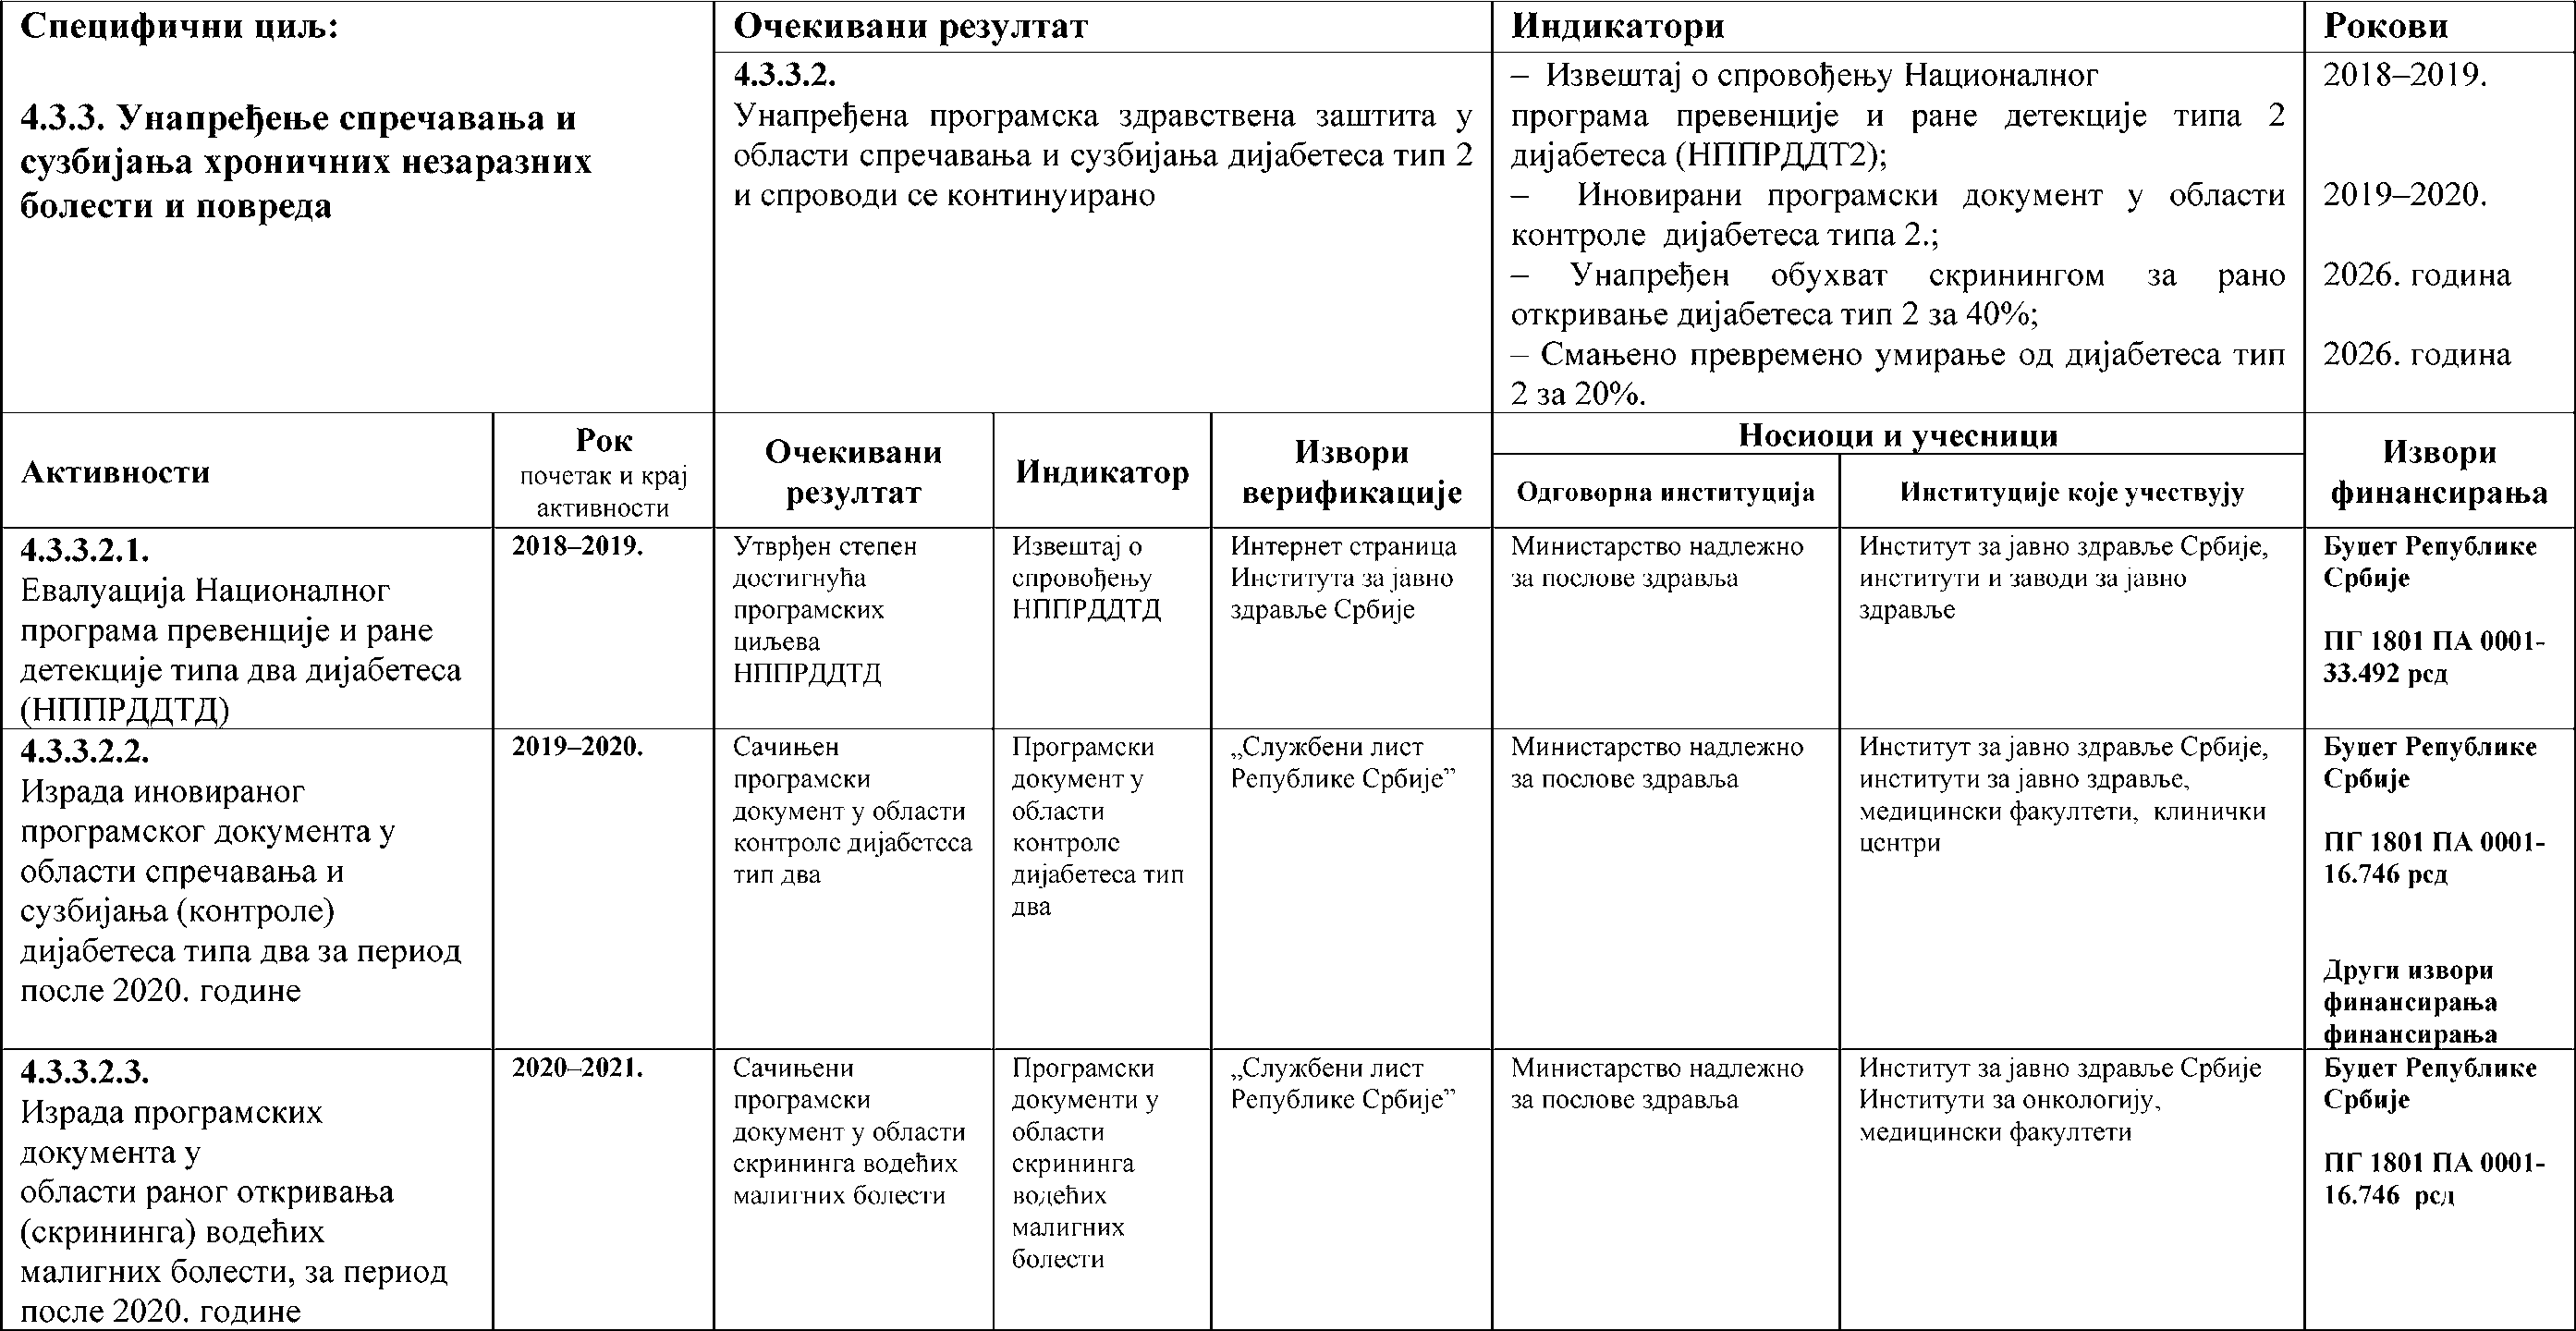 Специфични циљ:
4.3.3. Унапређење спречавања и
сузбијања хроничних незаразних
болести и повреда
Очекивани резултат
4.3.3.2.
Унапређена програмска здравствена заштита у
области спречавања и сузбијања дијабетеса тип 2
и спроводи се континуирано
Индикатори
– Извештај о спровођењу Националног
програма превенције и ране детекције типа 2
дијабетеса (НППРДДТ2);
– Иновирани програмски документ у области
контроле дијабетеса типа 2.;
– Унапређен обухват скринингом за рано
откривање дијабетеса тип 2 за 40%;
– Смањено превремено умирање од дијабетеса тип
2 за 20%.
Рокови
2018–2019.
2019–2020.
2026. година
2026. година
Активности
Рок
почетак и крај
активности
Очекивани
резултат
Индикатор
Извори
верификације
Носиоци и учесници
Одговорна институција
Институције које учествују
Извори
финансирања
4.3.3.2.1.
Евалуација Националног
програма превенције и ране
детекције типа два дијабетеса
(НППРДДТД)
2018–2019.
Утврђен степен
достигнућа
програмских
циљева
НППРДДТД
Извештај о
спровођењу
НППРДДТД
Интернет страница
Института за јавно
здравље Србије
Министарство надлежно
за послове здравља
Институт за јавно здравље Србије,
институти и заводи за јавно
здравље
Буџет Републике
Србије
ПГ 1801 ПА 0001-
33.492 рсд
4.3.3.2.2.
Израда иновираног
програмског документа у
области спречавања и
сузбијања (контроле)
дијабетеса типа два за период
после 2020. године
2019–2020.
Сачињен
програмски
документ у области
контроле дијабетеса
тип два
Програмски
документ у
области
контроле
дијабетеса тип
два
„Службени лист
Републике Србије”
Министарство надлежно
за послове здравља
Институт за јавно здравље Србије,
институти за јавно здравље,
медицински факултети, клинички
центри
Буџет Републике
Србије
ПГ 1801 ПА 0001-
16.746 рсд
Други извори
финансирања
финансирања
4.3.3.2.3.
Израда програмских
документа у
области раног откривања
(скрининга) водећих
малигних болести, за период
после 2020. године
2020–2021.
Сачињени
програмски
документ у области
скрининга водећих
малигних болести
Програмски
документи у
области
скрининга
водећих
малигних
болести
„Службени лист
Републике Србије”
Министарство надлежно
за послове здравља
Институт за јавно здравље Србије
Институти за онкологију,
медицински факултети
Буџет Републике
Србије
ПГ 1801 ПА 0001-
16.746 рсд